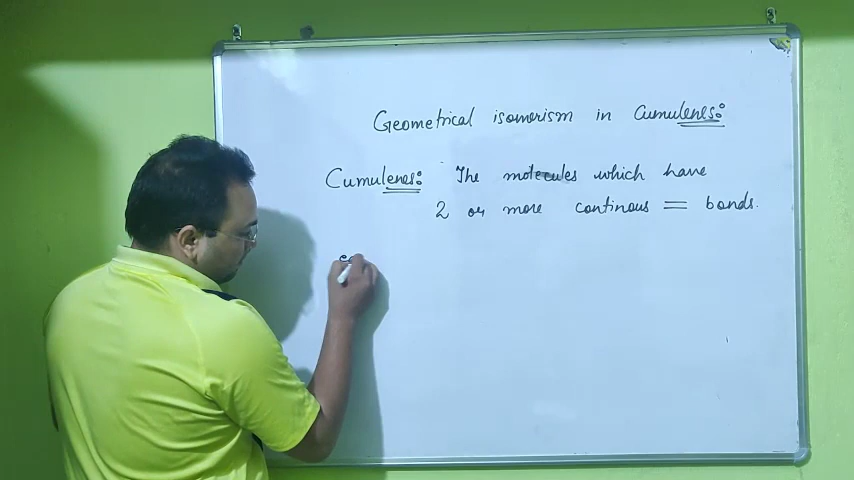 Geometrical isomerism in Cumulenes:
Cumulenes: The molecules which have
2 or more continous = bonds.